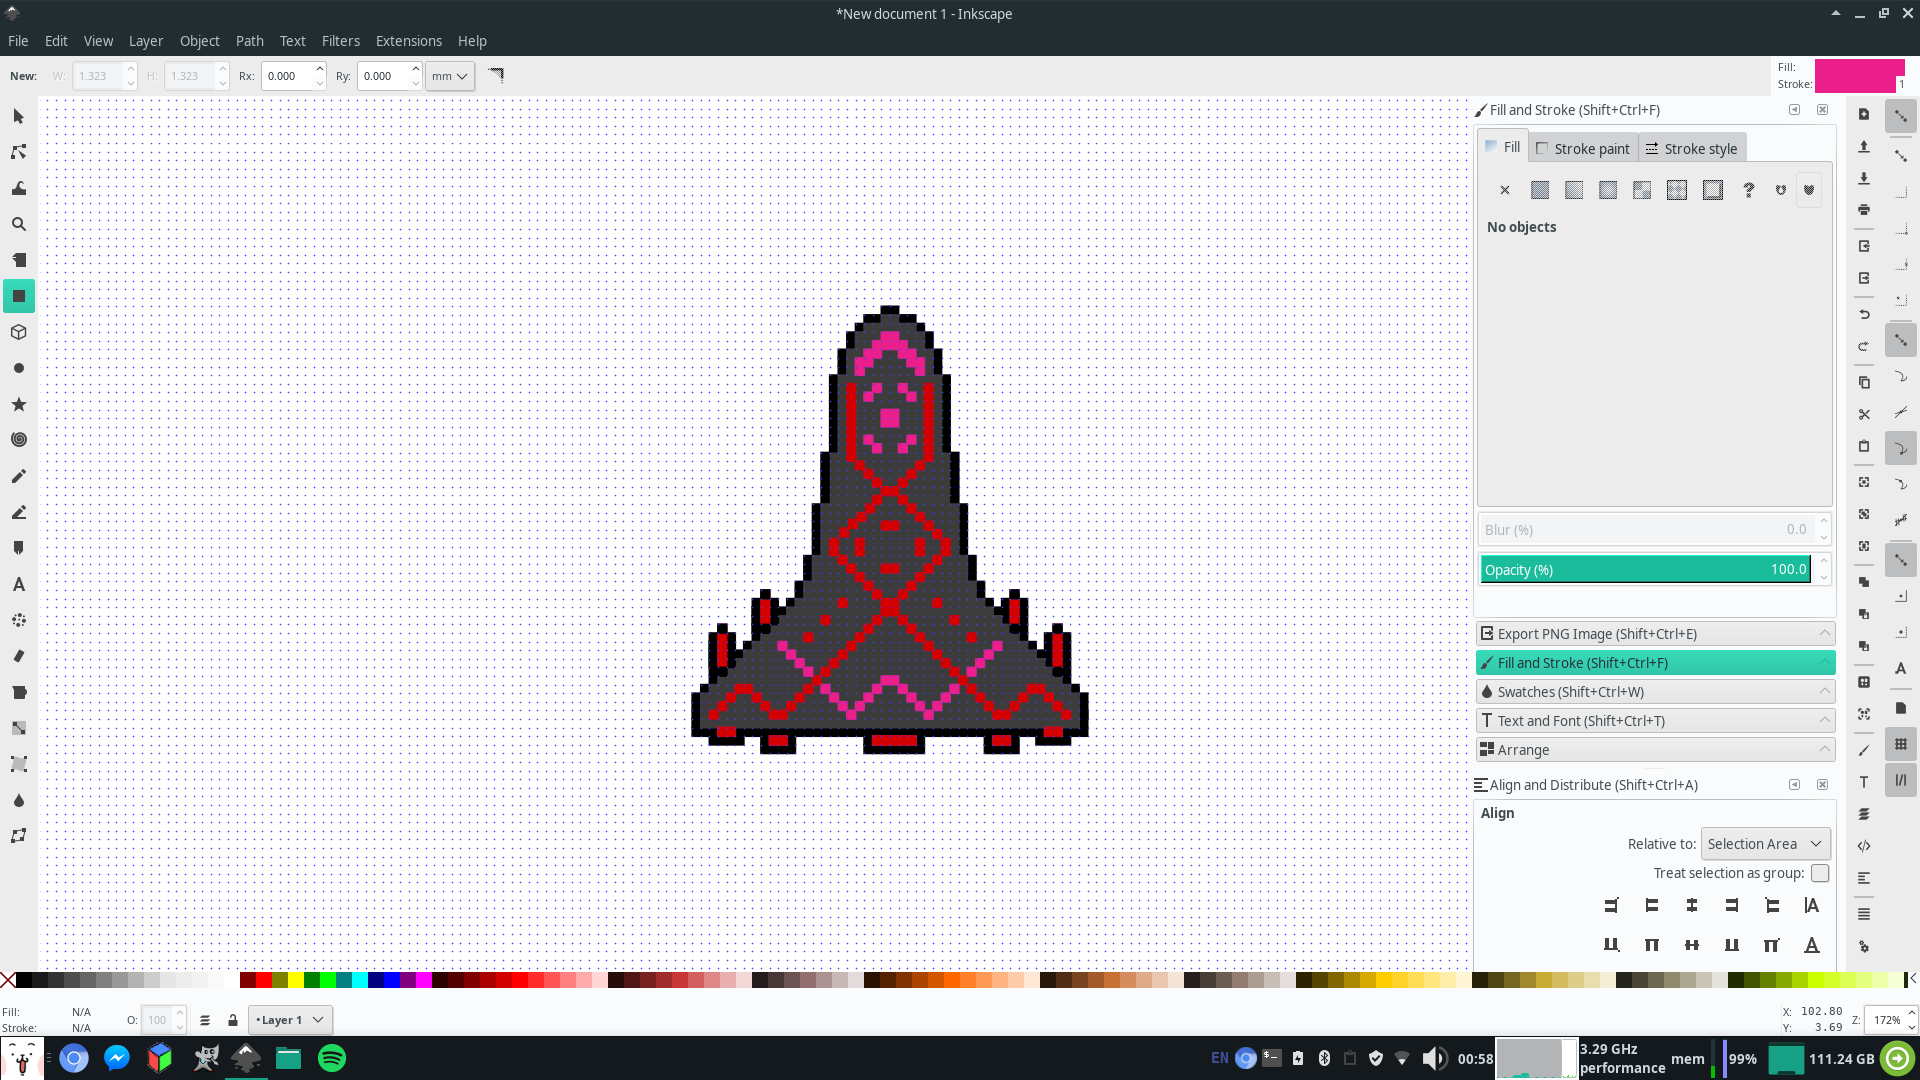 *New document 1 - Inkscape
File Edit View Layer Object Path Text Filters Extensions Help
New: W: 1.323 H: 1.323 Rx: 0.000 Ry: 0.000 mm
Fill:
Stroke: 1
Fill and Stroke (Shift+Ctrl+F)
Fill Stroke paint Stroke style
No objects
Blur (%) 0.0
Opacity (%) 100.0
Export PNG Image (Shift+Ctrl+E)
Fill and Stroke (Shift+Ctrl+F)
Swatches (Shift+Ctrl+W)
Text and Font (Shift+Ctrl+T)
Arrange
Align and Distribute (Shift+Ctrl+A)
Align
Relative to: Selection Area
Treat selection as group:
Fill: N/A
Stroke: N/A
O: 100
•Layer 1
X: 102.80
Y: 3.69
Z: 172%
EN
00:58
3.29 GHz
performance
mem
99%
111.24 GB